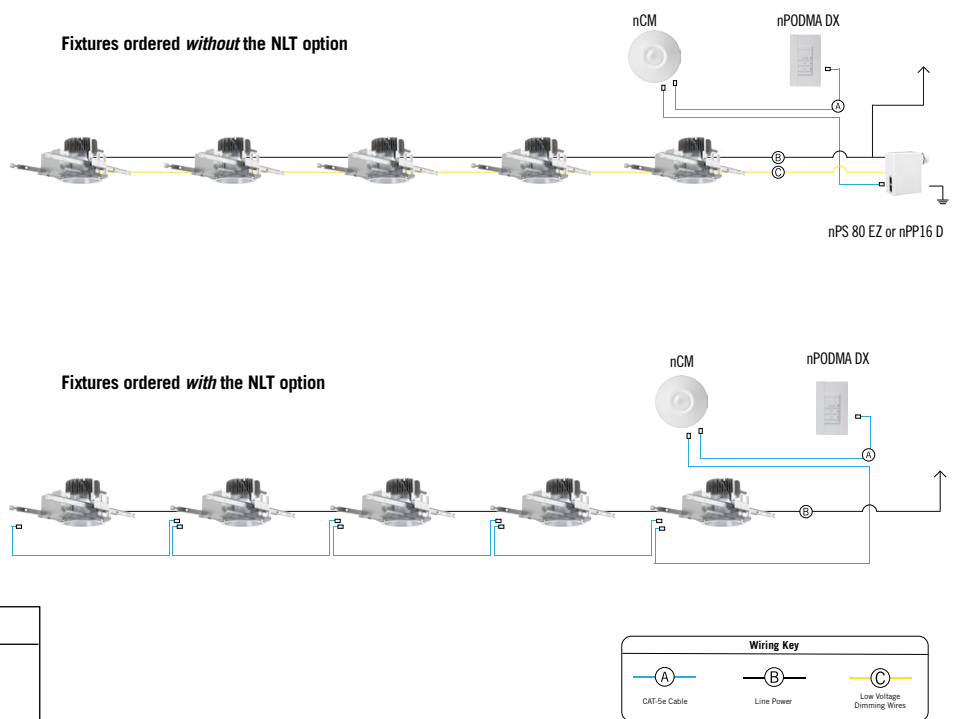 nCM
nPODMA DX
Fixtures ordered without the NLT option
A
B
C
nPS 80 EZ or nPP16 D
nCM
nPODMA DX
Fixtures ordered with the NLT option
A
B
Wiring Key
A
B
C
CAT-5e Cable
Line Power
Low Voltage
Dimming Wires